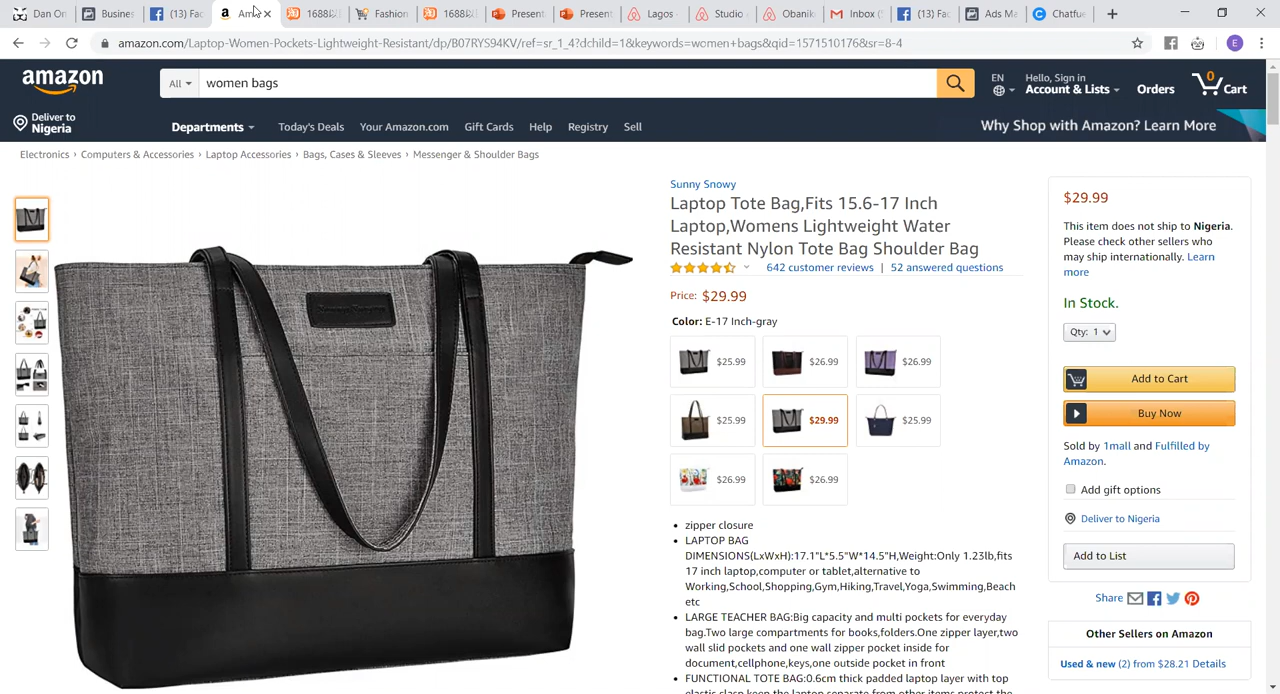 Dan On
Busines
(13) Fac
Am
1688
Fashion
1688
Present
Present
Lagos
Studio
Obanik
Inbox (
(13) Fac
Ads Ma
Chatfue
amazon.com/Laptop-Women-Pockets-Lightweight-Resistant/dp/B07RYS94KV/ref=sr_1_4?dchild=1&keywords=women+bags&qid=1571510176&sr=8-4
E
amazon
All
women bags
EN
Hello, Sign in
Account & Lists
Orders
0
Cart
Deliver to
Nigeria
Departments
Today's Deals
Your Amazon.com
Gift Cards
Help
Registry
Sell
Why Shop with Amazon? Learn More
Electronics › Computers & Accessories › Laptop Accessories › Bags, Cases & Sleeves › Messenger & Shoulder Bags
Sunny Snowy
Laptop Tote Bag,Fits 15.6-17 Inch
Laptop,Womens Lightweight Water
Resistant Nylon Tote Bag Shoulder Bag
642 customer reviews | 52 answered questions
Price: $29.99
Color: E-17 Inch-gray
$25.99
$26.99
$26.99
$25.99
$29.99
$25.99
$26.99
$26.99
• zipper closure
• LAPTOP BAG
DIMENSIONS(LxWxH):17.1"L*5.5"W*14.5"H,Weight:Only 1.23lb,fits
17 inch laptop,computer or tablet,alternative to
Working,School,Shopping,Gym,Hiking,Travel,Yoga,Swimming,Beach
etc
• LARGE TEACHER BAG:Big capacity and multi pockets for everyday
bag.Two large compartments for books,folders.One zipper layer,two
wall slid pockets and one wall zipper pocket inside for
document,cellphone,keys,one outside pocket in front
• FUNCTIONAL TOTE BAG:0.6cm thick padded laptop layer with top
elastic clasp keep the laptop separate from other items protect the
$29.99
This item does not ship to Nigeria.
Please check other sellers who
may ship internationally. Learn
more
In Stock.
Qty: 1
Add to Cart
Buy Now
Sold by 1mall and Fulfilled by
Amazon.
Add gift options
Deliver to Nigeria
Add to List
Share
Other Sellers on Amazon
Used & new (2) from $28.21 Details